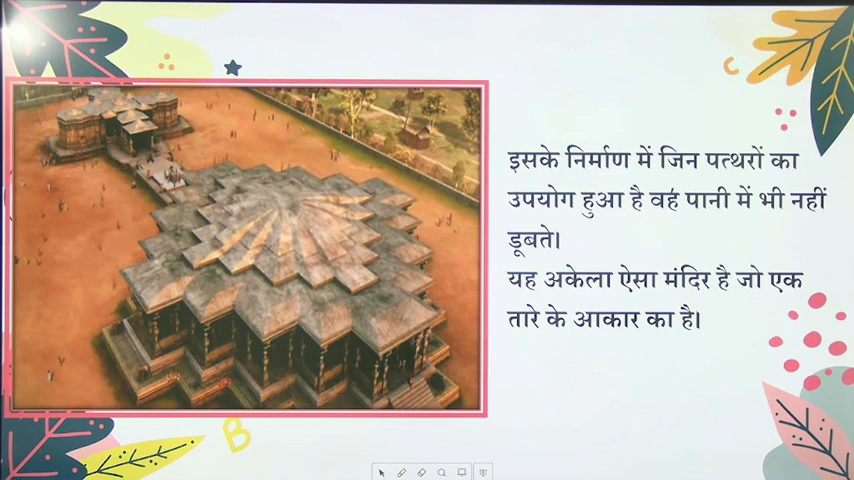 इसके निर्माण में जिन पत्थरों का
उपयोग हुआ है वह पानी में भी नहीं
डूबते।
यह अकेला ऐसा मंदिर है जो एक
तारे के आकार का है।
B